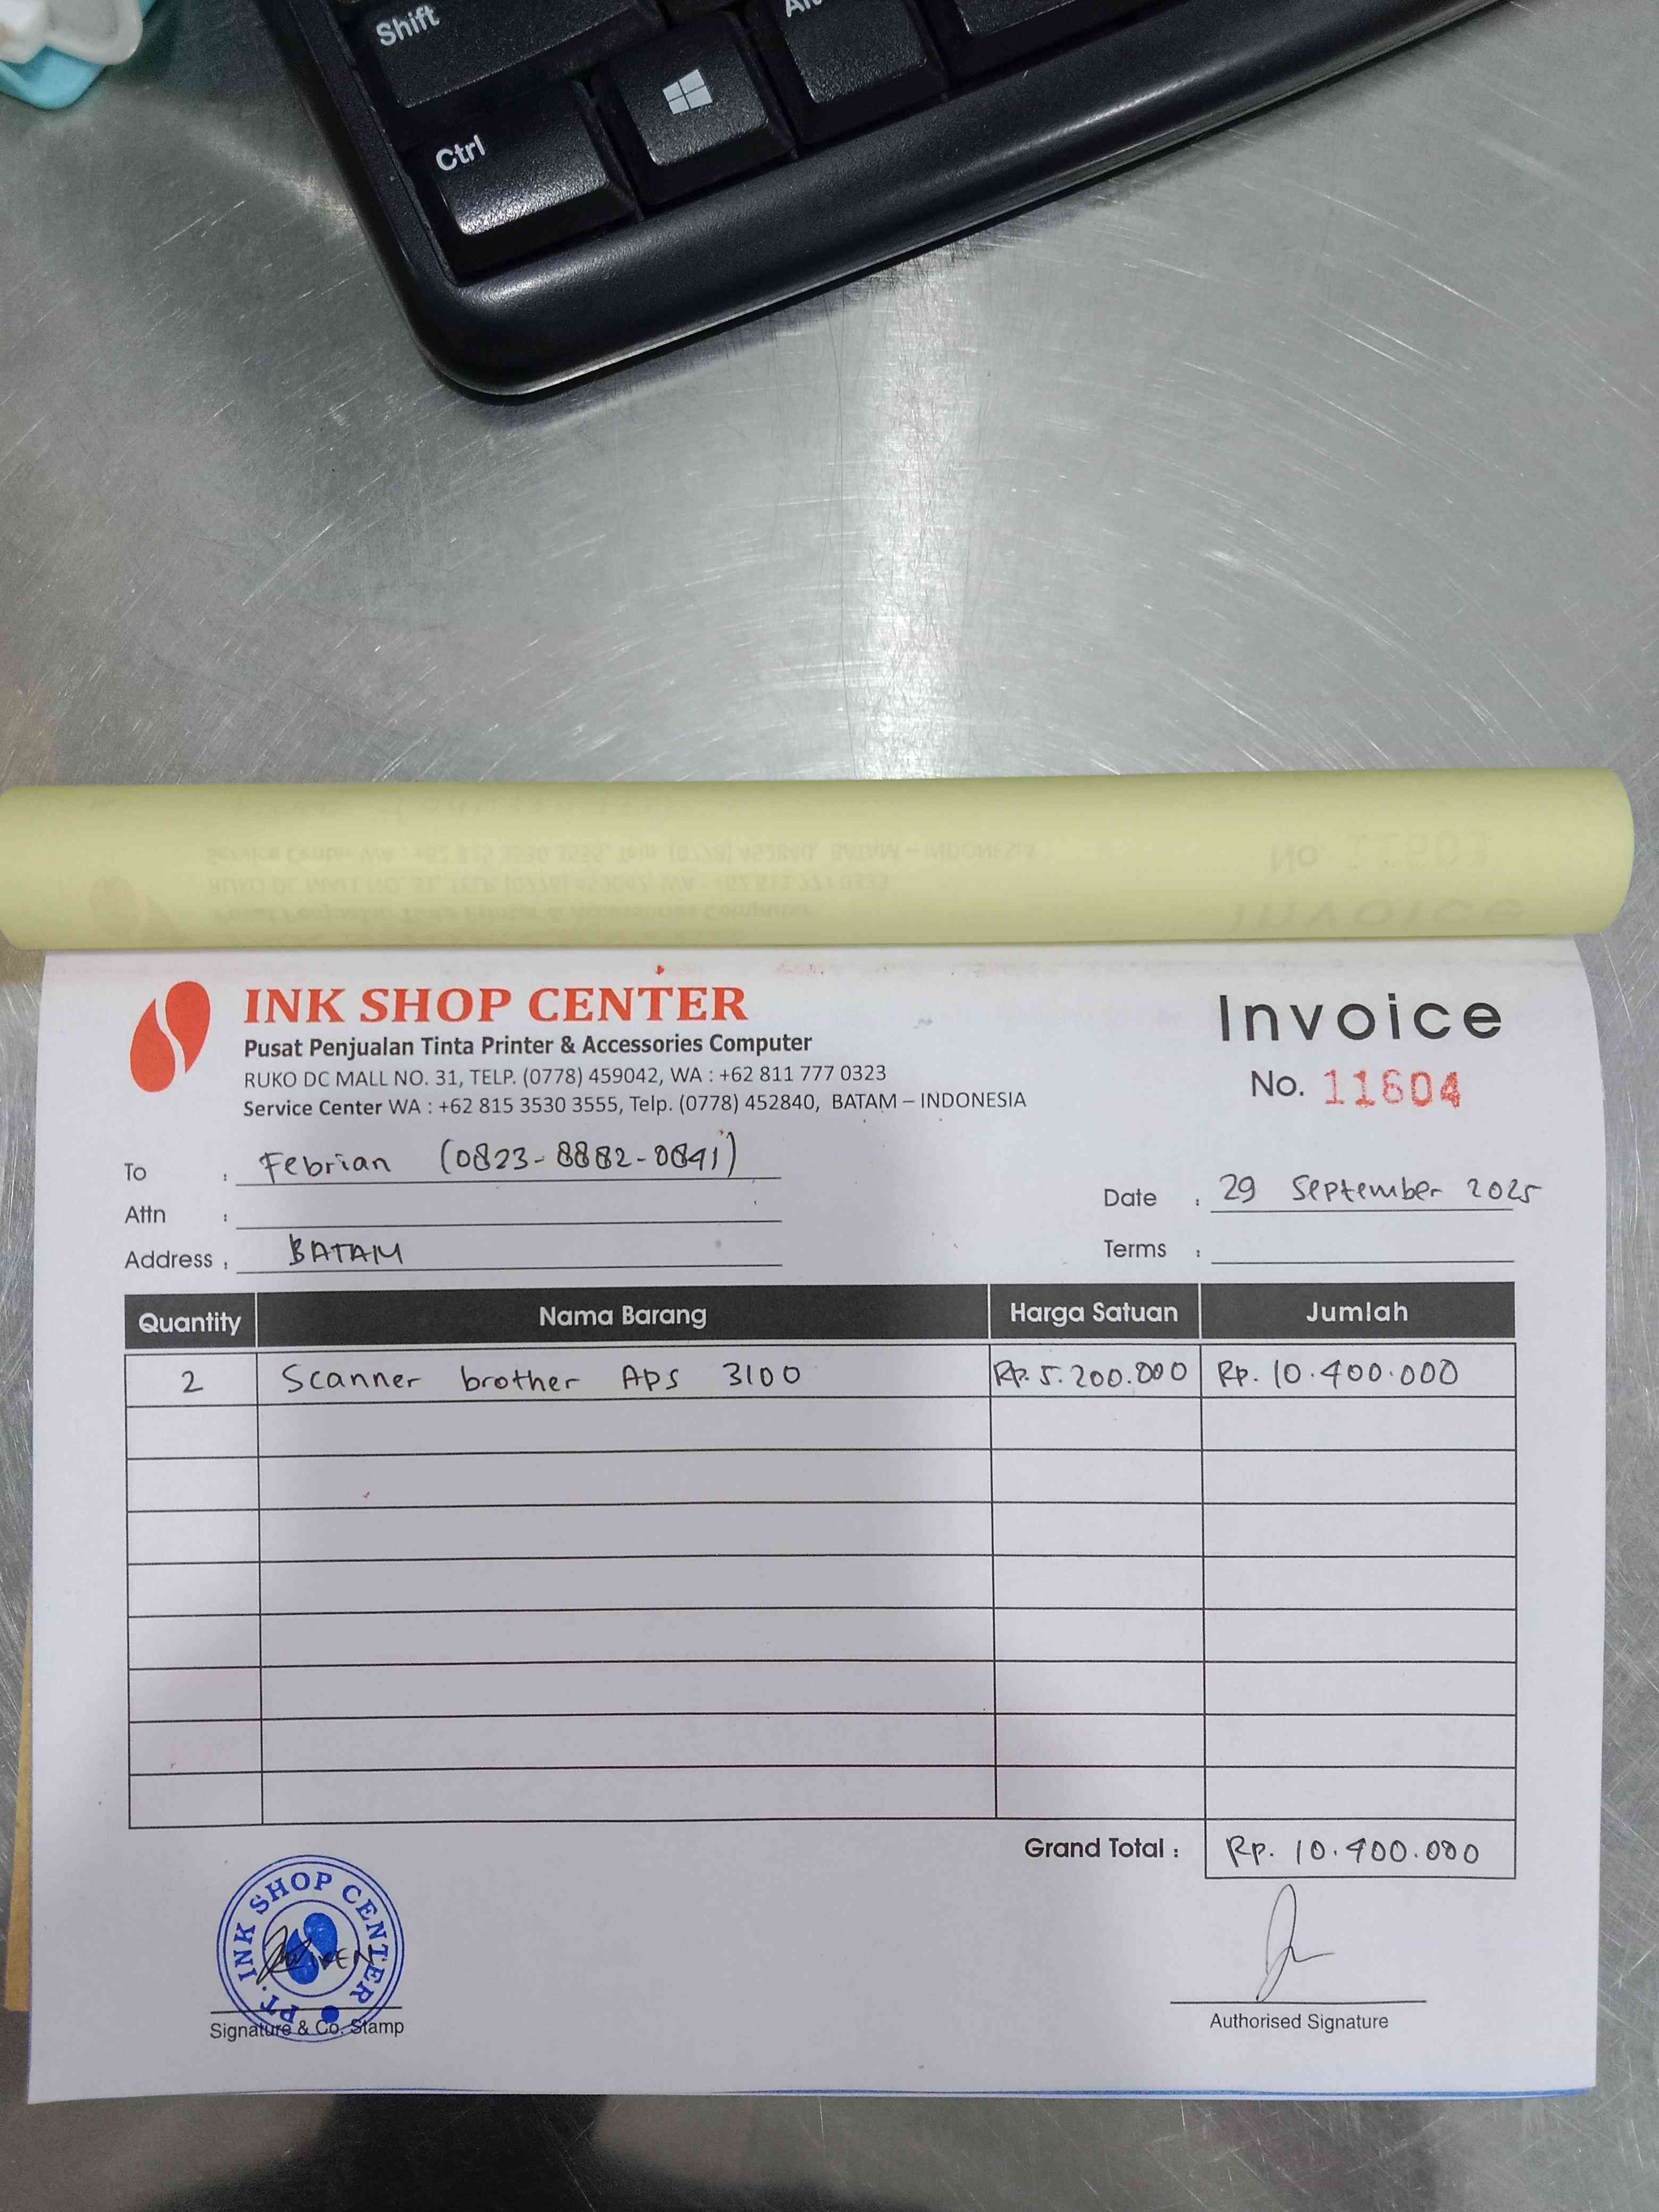 Shift
Ctrl
INK SHOP CENTER
Pusat Penjualan Tinta Printer & Accessories Computer
RUKO DC MALL NO. 31, TELP. (0778) 459042, WA : +62 811 777 0323
Service Center WA : +62 815 3530 3555, Telp. (0778) 452840, BATAM – INDONESIA
Invoice
No. 11604
To : Febrian (0823-8882-0891)
Attn :
Address : BATAM
Date : 29 September 2025
Terms :
Quantity Nama Barang Harga Satuan Jumlah
2 Scanner brother ADS 3100 Rp. 5.200.000 Rp. 10.400.000
Grand Total : Rp. 10.400.000
PT. INK SHOP CENTER
Signature & Co. Stamp
Authorised Signature